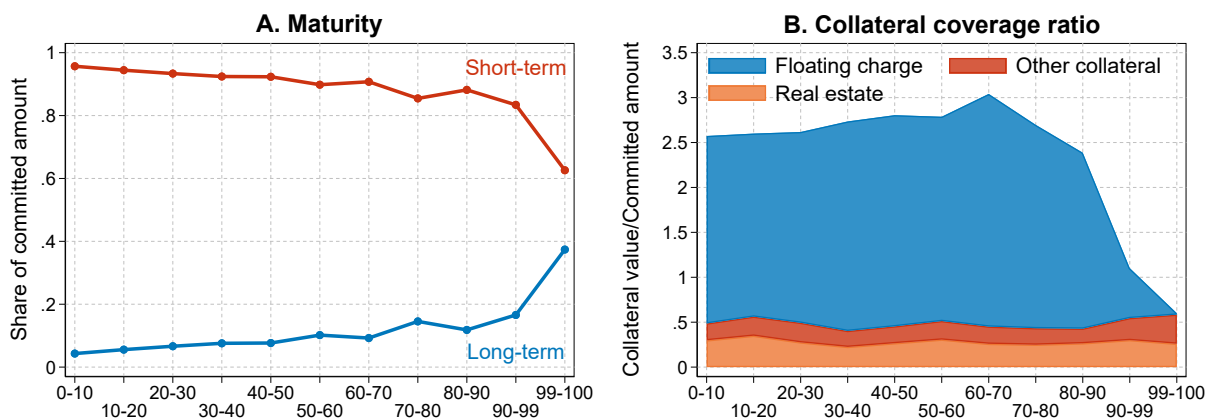 A. Maturity
Share of committed amount
1
.8
.6
.4
.2
0
Short-term
Long-term
0-10 20-30 40-50 60-70 80-90 99-100
10-20 30-40 50-60 70-80 90-99
B. Collateral coverage ratio
Collateral value/Committed amount
3.5
3
2.5
2
1.5
1
.5
0
Floating charge Other collateral
Real estate
0-10 20-30 40-50 60-70 80-90 99-100
10-20 30-40 50-60 70-80 90-99